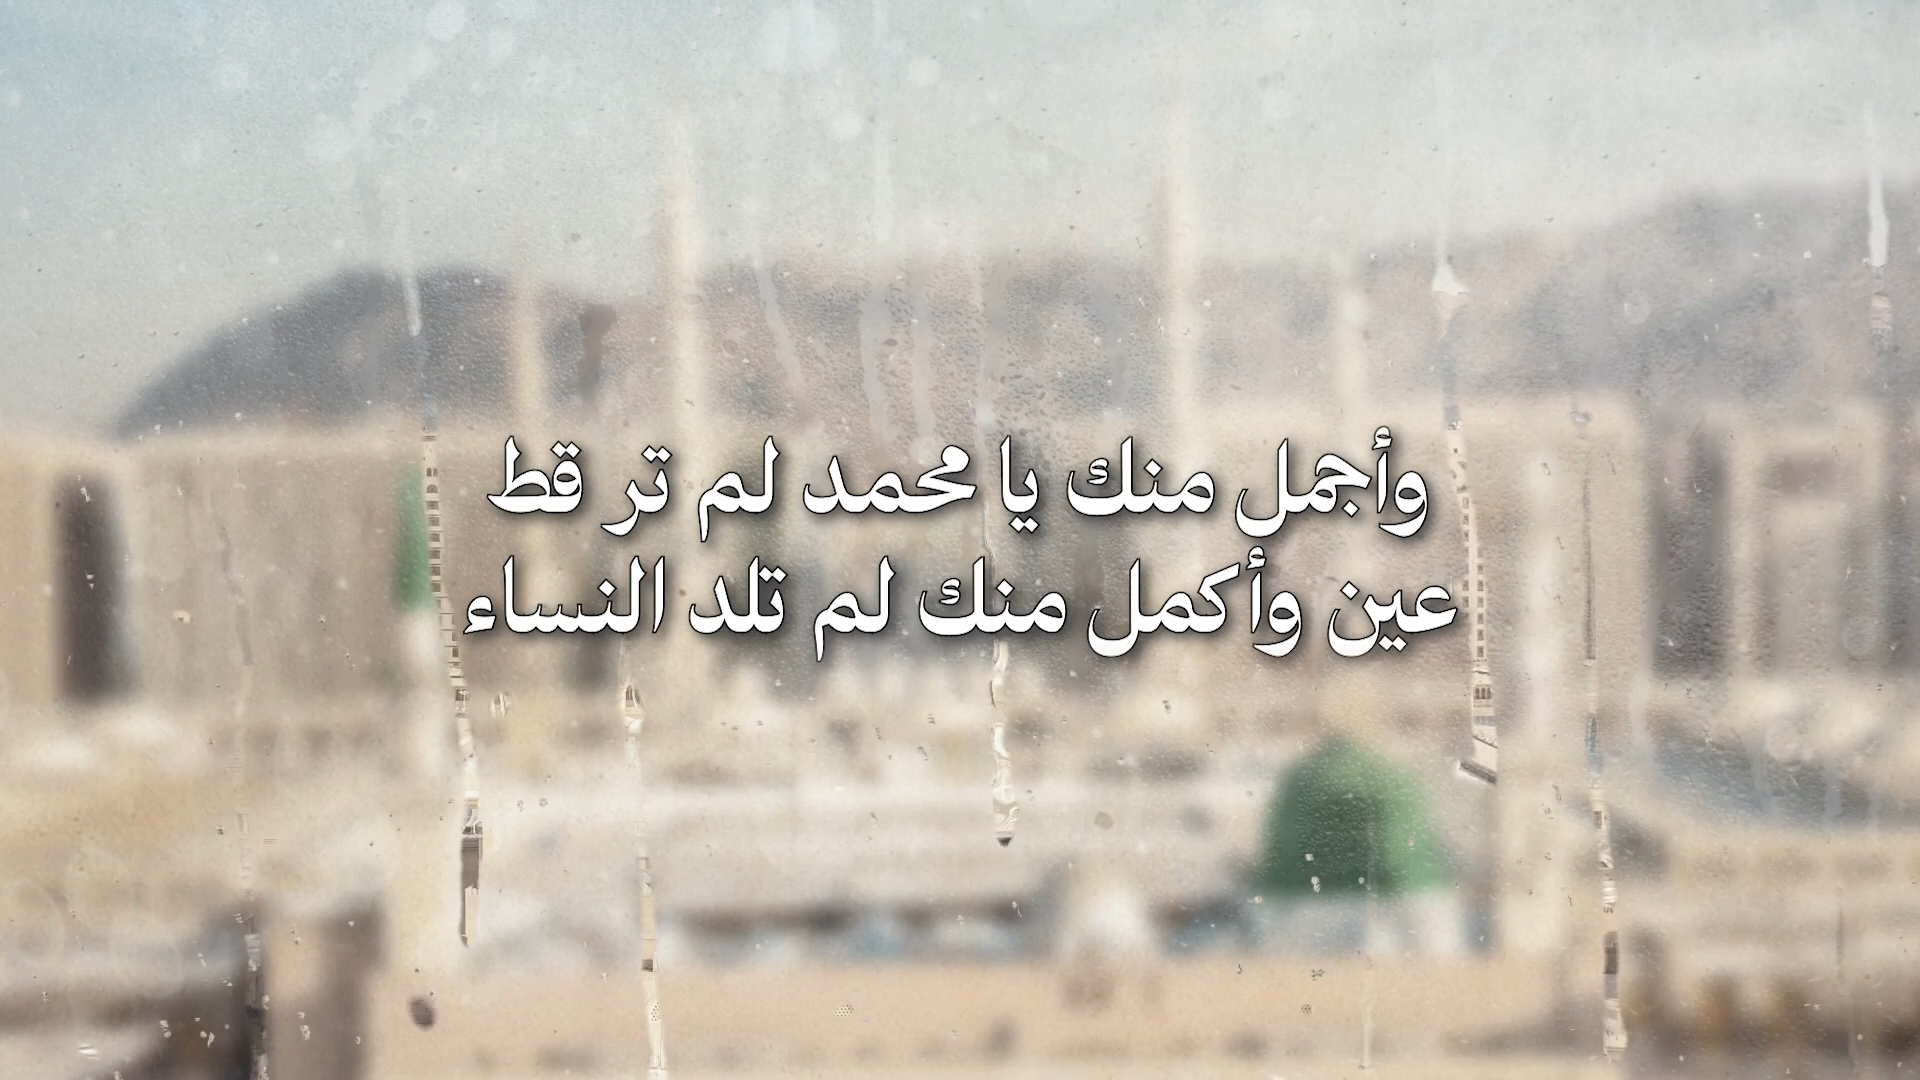 وأجمل منك يا محمد لم تر قط
عين وأكمل منك لم تلد النساء